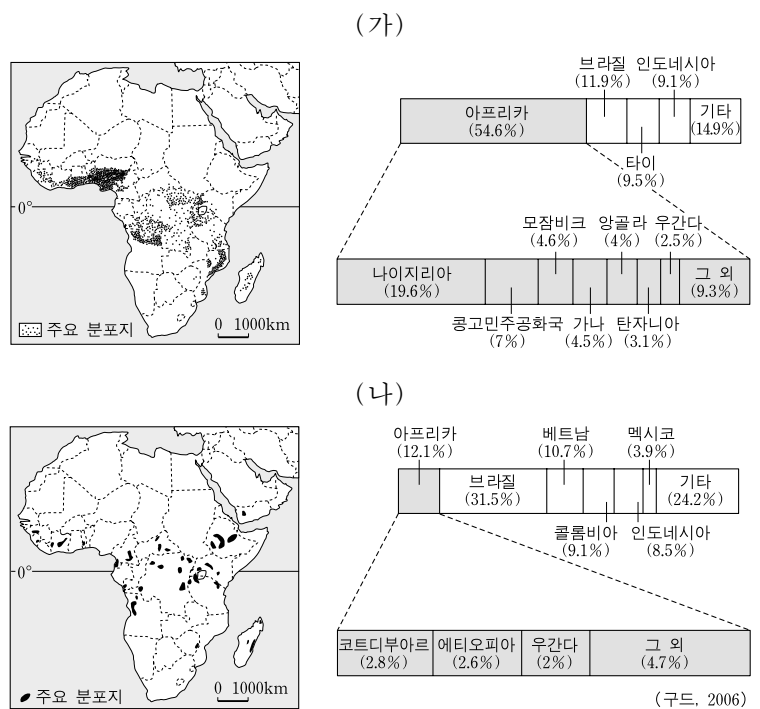 (가)
브라질 인도네시아
(11.9%) (9.1%)
아프리카
(54.6%)
기타
(14.9%)
타이
(9.5%)
0°
모잠비크 앙골라 우간다
(4.6%) (4%) (2.5%)
나이지리아
(19.6%)
그 외
(9.3%)
콩고민주공화국 가나 탄자니아
(7%) (4.5%) (3.1%)
주요 분포지
0 1000km
(나)
아프리카 베트남 멕시코
(12.1%) (10.7%) (3.9%)
브라질
(31.5%)
기타
(24.2%)
콜롬비아 인도네시아
(9.1%) (8.5%)
0°
코트디부아르 에티오피아 우간다 그 외
(2.8%) (2.6%) (2%) (4.7%)
주요 분포지
0 1000km
(구드, 2006)